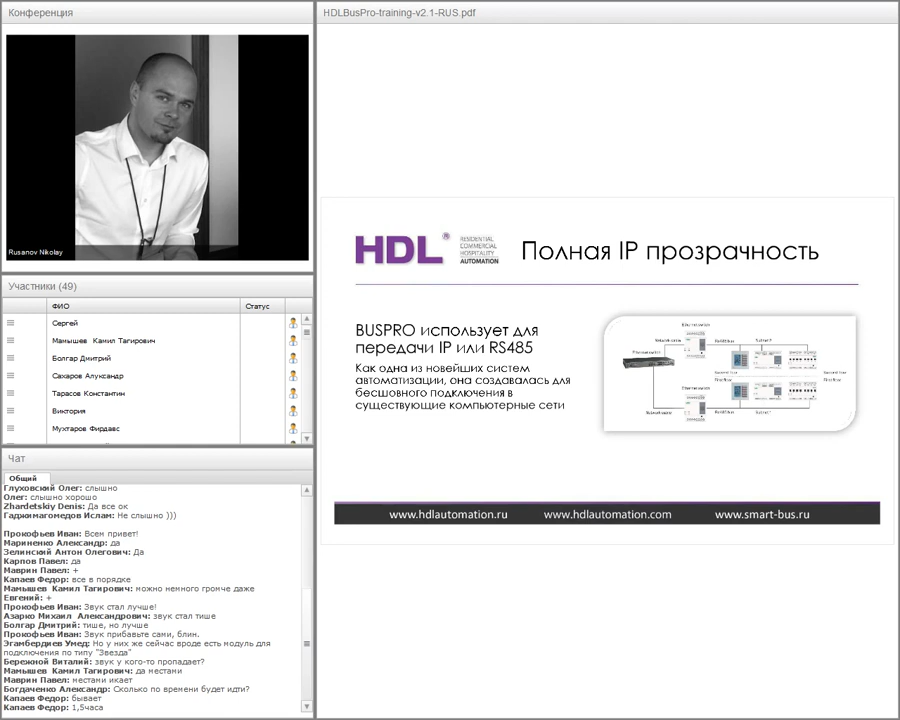 Конференция
Rusanov Nikolay
Участники (49)
ФИО
Статус
Сергей
Мамышев Камил Тагирович
Болгар Дмитрий
Сахаров Алуксандр
Тарасов Константин
Виктория
Мухтаров Фирдавс
Чат
Общий
Глуховский Олег: слышно
Олег: слышно хорошо
Zhardetskiy Denis: Да все ок
Гаджимагомедов Ислам: Не слышно )))
Прокофьев Иван: Всем привет!
Мариненко Александр: да
Зелинский Антон Олегович: Да
Карпов Павел: да
Маврин Павел: +
Капаев Федор: все в порядке
Мамышев Камил Тагирович: можно немного громче даже
Евгений: +
Прокофьев Иван: Звук стал лучше!
Азарко Михаил Александрович: звук стал тише
Болгар Дмитрий: тише, но лучше
Прокофьев Иван: Звук прибавьте сами, блин.
Эгамбердиев Умед: Но у них же сейчас вроде есть модуль для
подключения по типу "Звезда"
Бережной Виталий: звук у кого-то пропадает?
Мамышев Камил Тагирович: да местами
Маврин Павел: местами икает
Богдаченко Александр: Сколько по времени будет идти?
Капаев Федор: бывает
Капаев Федор: 1,5часа
HDLBusPro-training-v2.1-RUS.pdf
HDL®
RESIDENTIAL
COMMERCIAL
HOSPITALITY
AUTOMATION
Полная IP прозрачность
BUSPRO использует для
передачи IP или RS485
Как одна из новейших систем
автоматизации, она создавалась для
бесшовного подключения в
существующие компьютерные сети
www.hdlautomation.ru
www.hdlautomation.com
www.smart-bus.ru